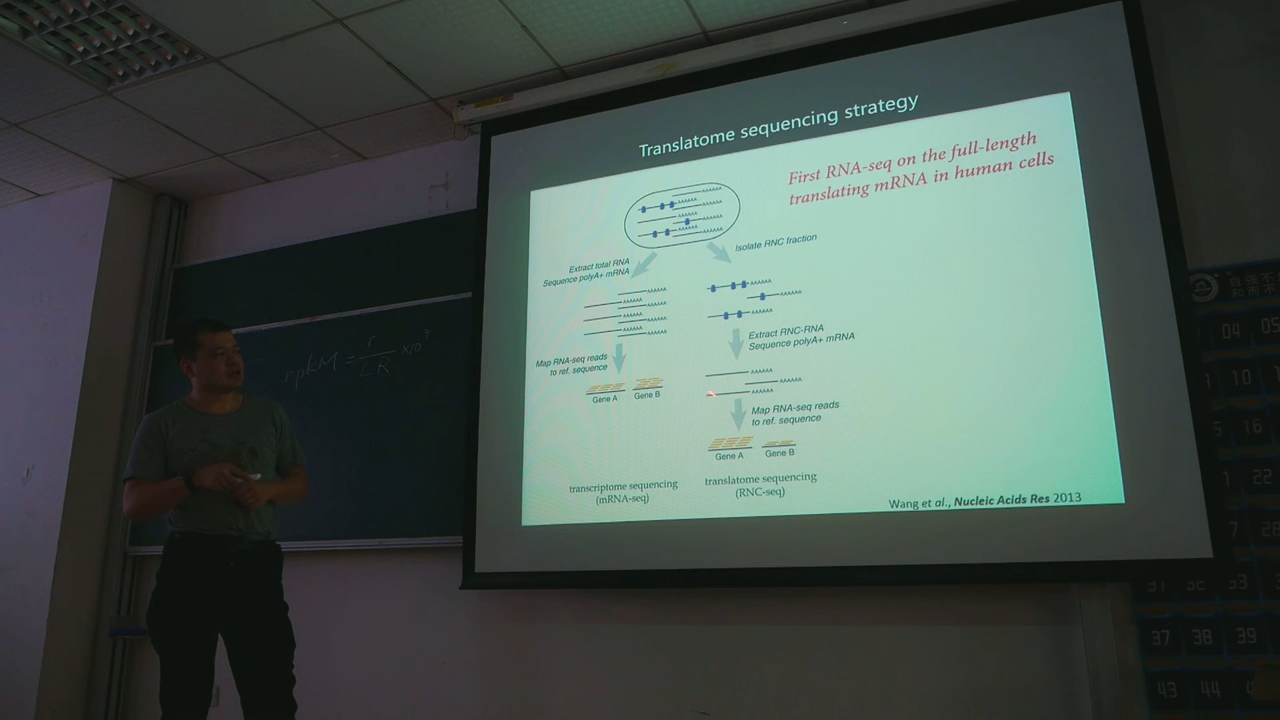 Translatome sequencing strategy
First RNA-seq on the full-length
translating mRNA in human cells
Isolate RNC fraction
Extract total RNA
Sequence polyA+ mRNA
Extract RNC-RNA
Sequence polyA+ mRNA
Map RNA-seq reads
to ref. sequence
Gene A Gene B
Map RNA-seq reads
to ref. sequence
Gene A Gene B
transcriptome sequencing
(mRNA-seq)
translatome sequencing
(RNC-seq)
Wang et al., Nucleic Acids Res 2013
rpkM = r
LR
04 05
10
16
22
37 38 39
43 44